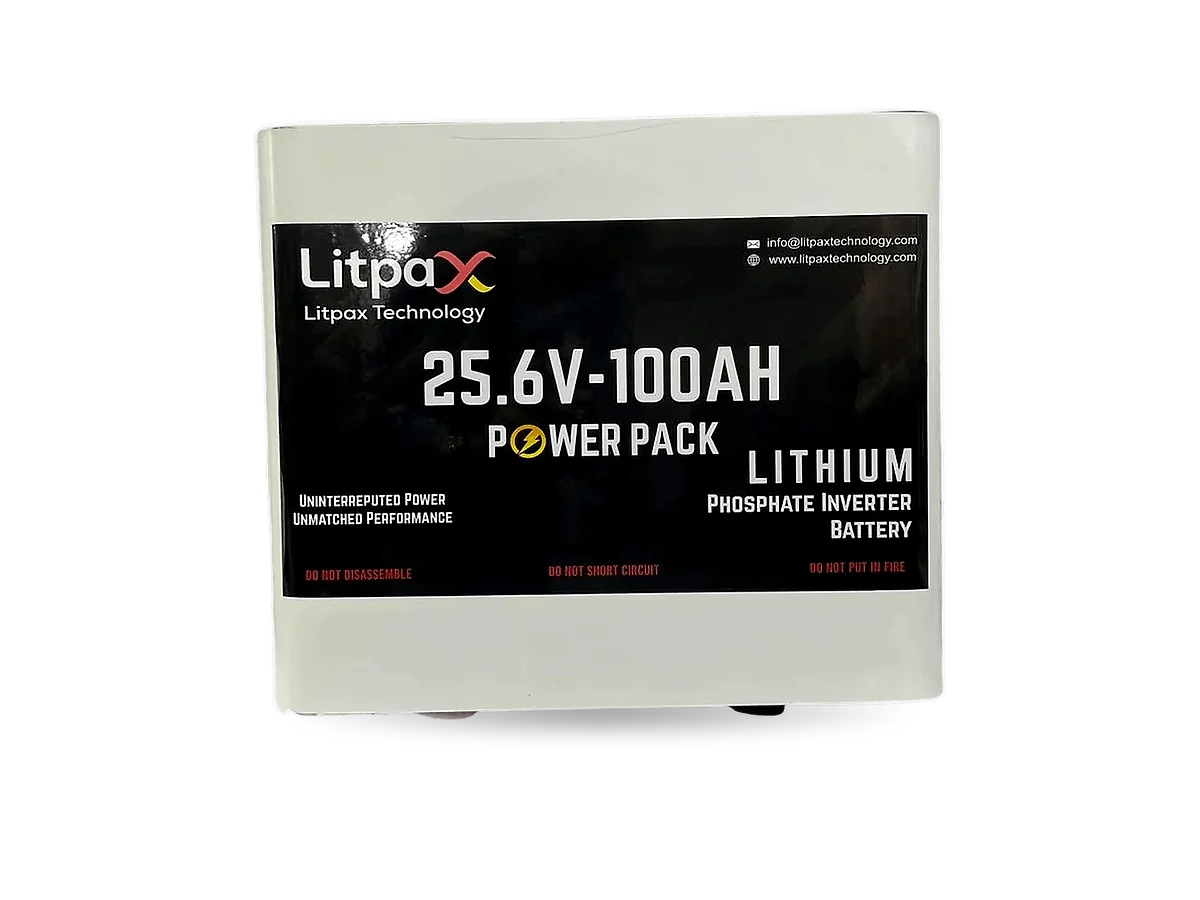 Litpax
Litpax Technology
info@litpaxtechnology.com
www.litpaxtechnology.com
25.6V-100AH
POWER PACK
LITHIUM
PHOSPHATE INVERTER
BATTERY
UNINTERREPUTED POWER
UNMATCHED PERFORMANCE
DO NOT DISASSEMBLE
DO NOT SHORT CIRCUIT
DO NOT PUT IN FIRE